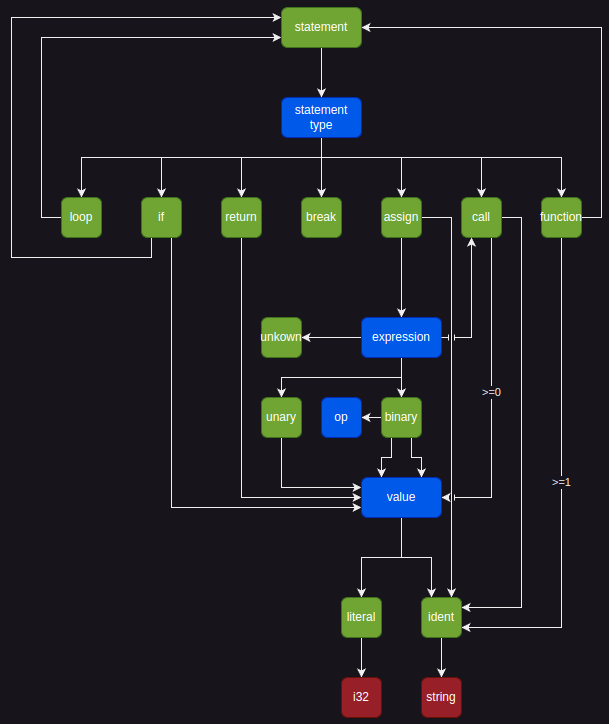 statement
statement
type
loop
if
return
break
assign
call
function
unkown
expression
>=0
unary
op
binary
>=1
value
literal
ident
i32
string